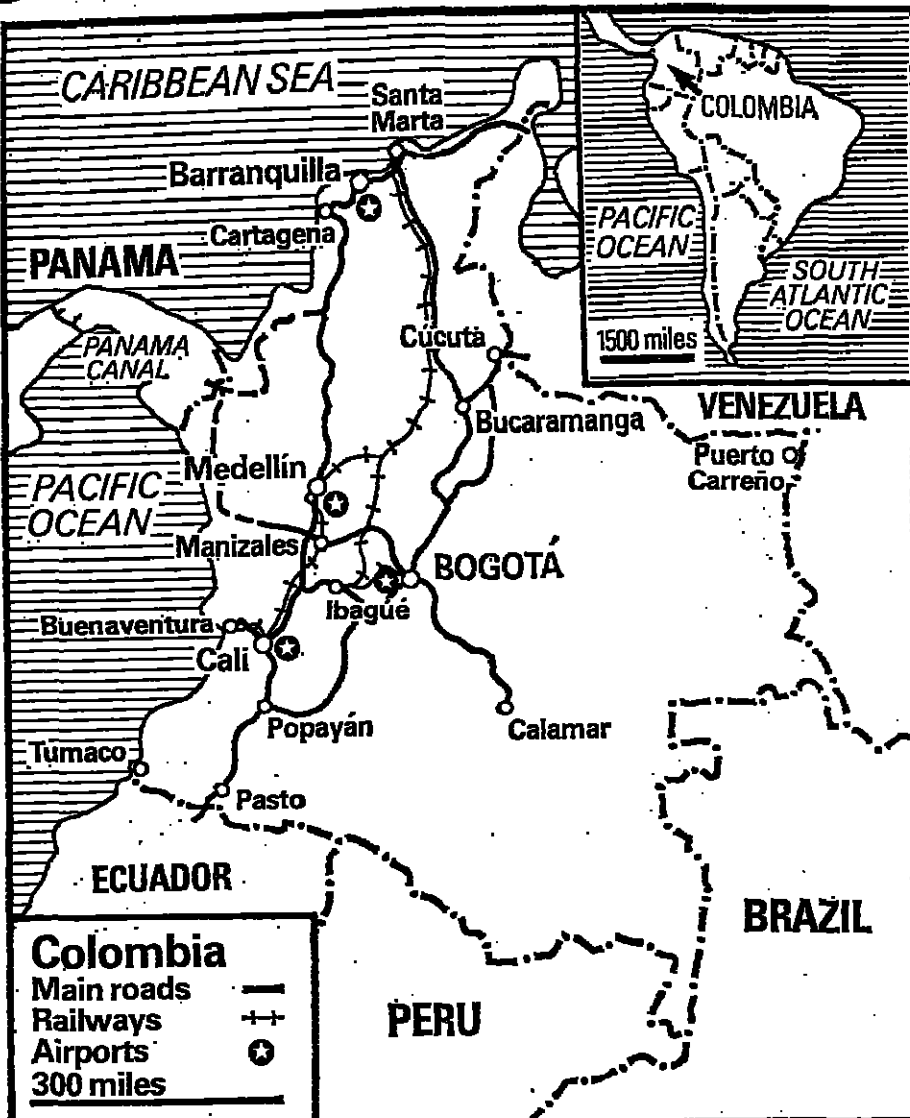 CARIBBEAN SEA
Santa
Marta
Barranquilla
Cartagena
PANAMA
PANAMA
CANAL
Cúcuta
Bucaramanga
VENEZUELA
Puerto
Carreño
PACIFIC
OCEAN
Medellín
Manizales
BOGOTÁ
Ibagué
Buenaventura
Cali
Popayán
Calamar
Tumaco
Pasto
ECUADOR
BRAZIL
PERU
COLOMBIA
PACIFIC
OCEAN
SOUTH
ATLANTIC
OCEAN
1500 miles
Colombia
Main roads
Railways
Airports
300 miles